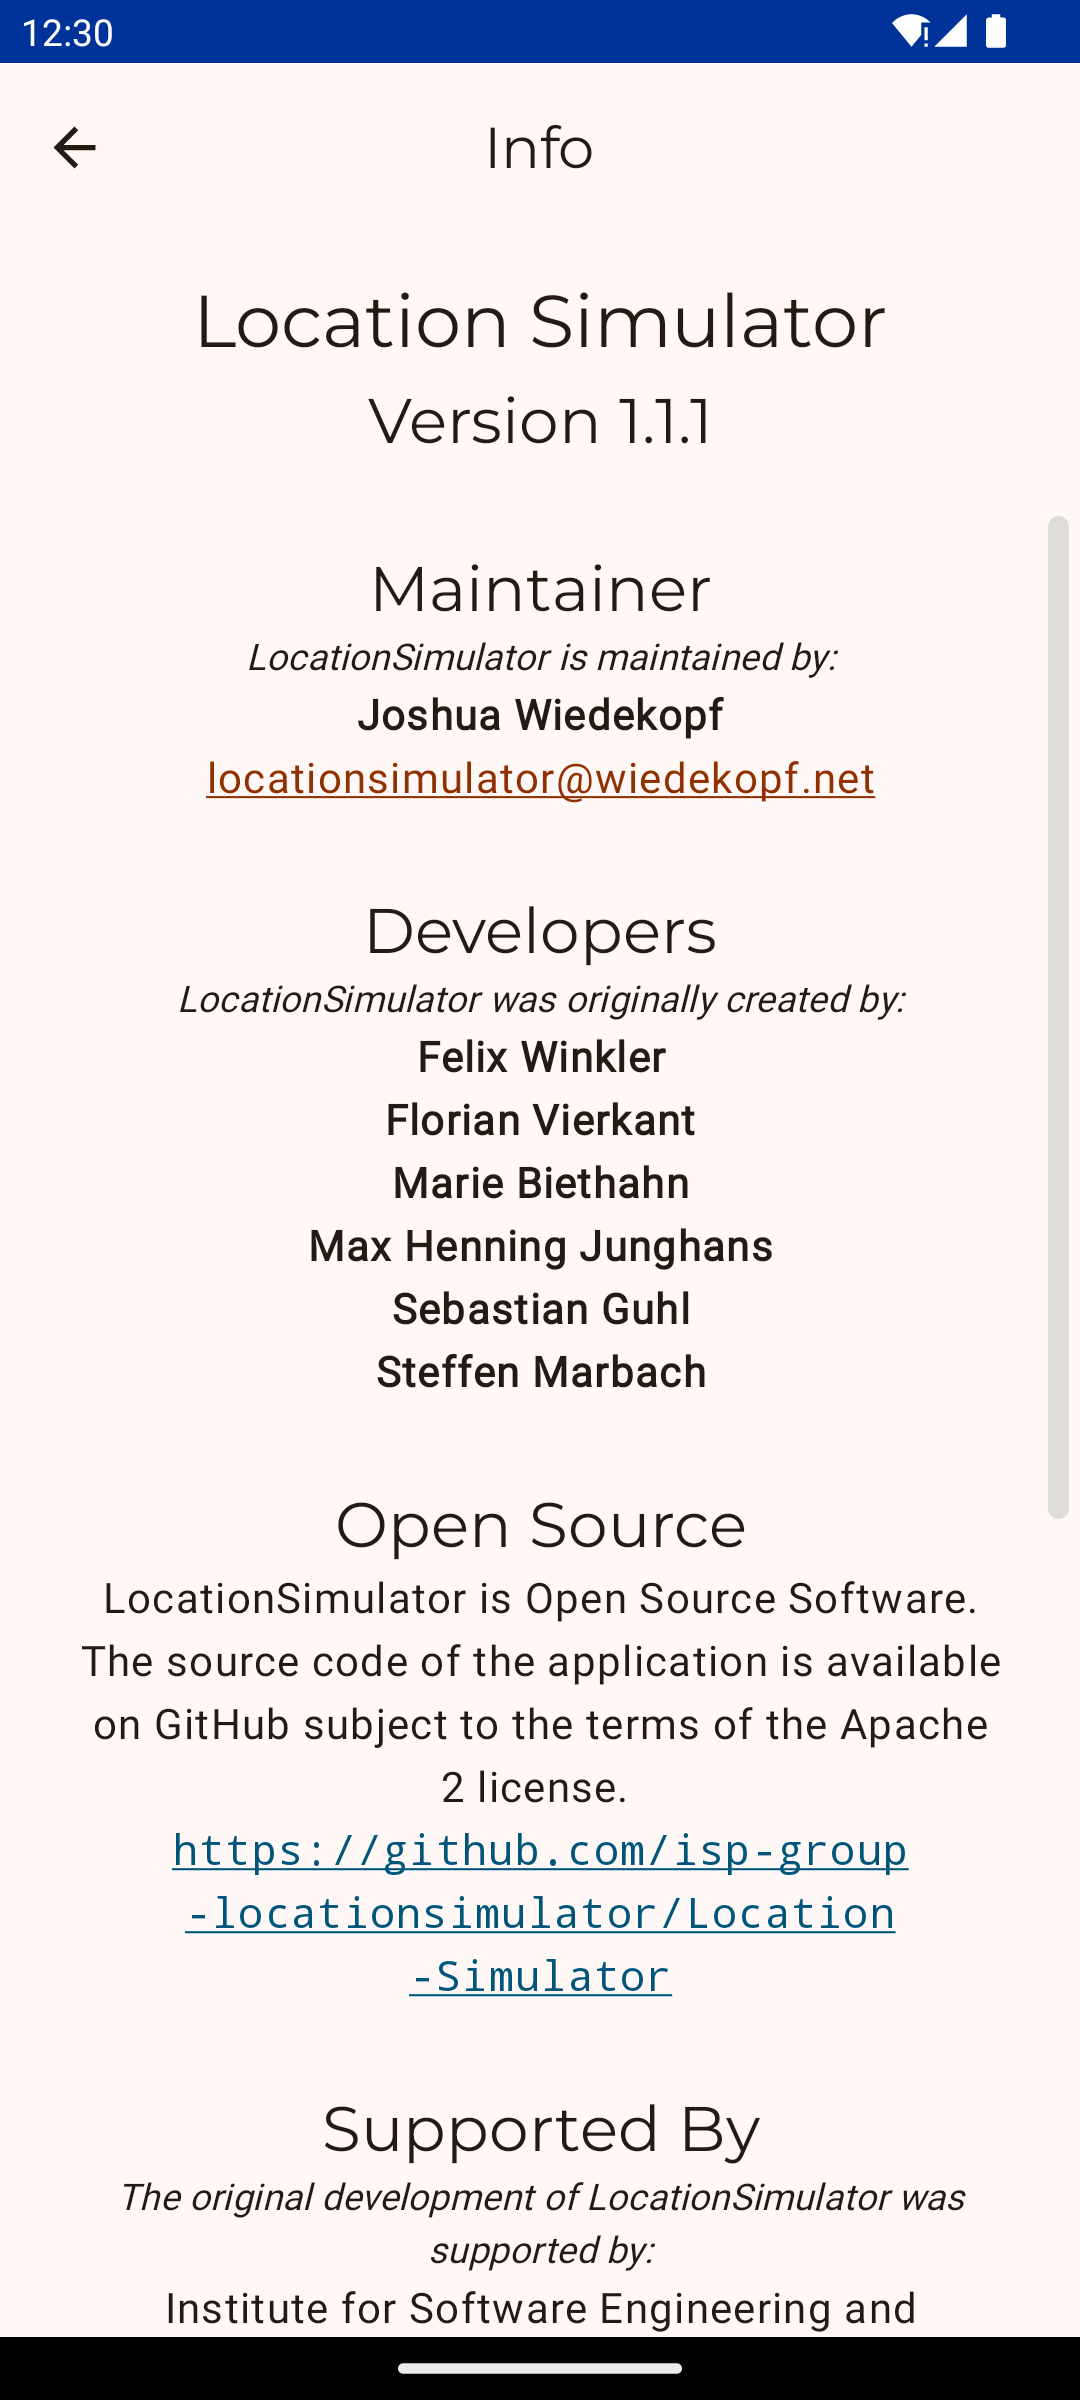 12:30
Info
Location Simulator
Version 1.1.1
Maintainer
LocationSimulator is maintained by:
Joshua Wiedekopf
locationsimulator@wiedekopf.net
Developers
LocationSimulator was originally created by:
Felix Winkler
Florian Vierkant
Marie Biethahn
Max Henning Junghans
Sebastian Guhl
Steffen Marbach
Open Source
LocationSimulator is Open Source Software.
The source code of the application is available
on GitHub subject to the terms of the Apache
2 license.
https://github.com/isp-group
-locationsimulator/Location
-Simulator
Supported By
The original development of LocationSimulator was
supported by:
Institute for Software Engineering and